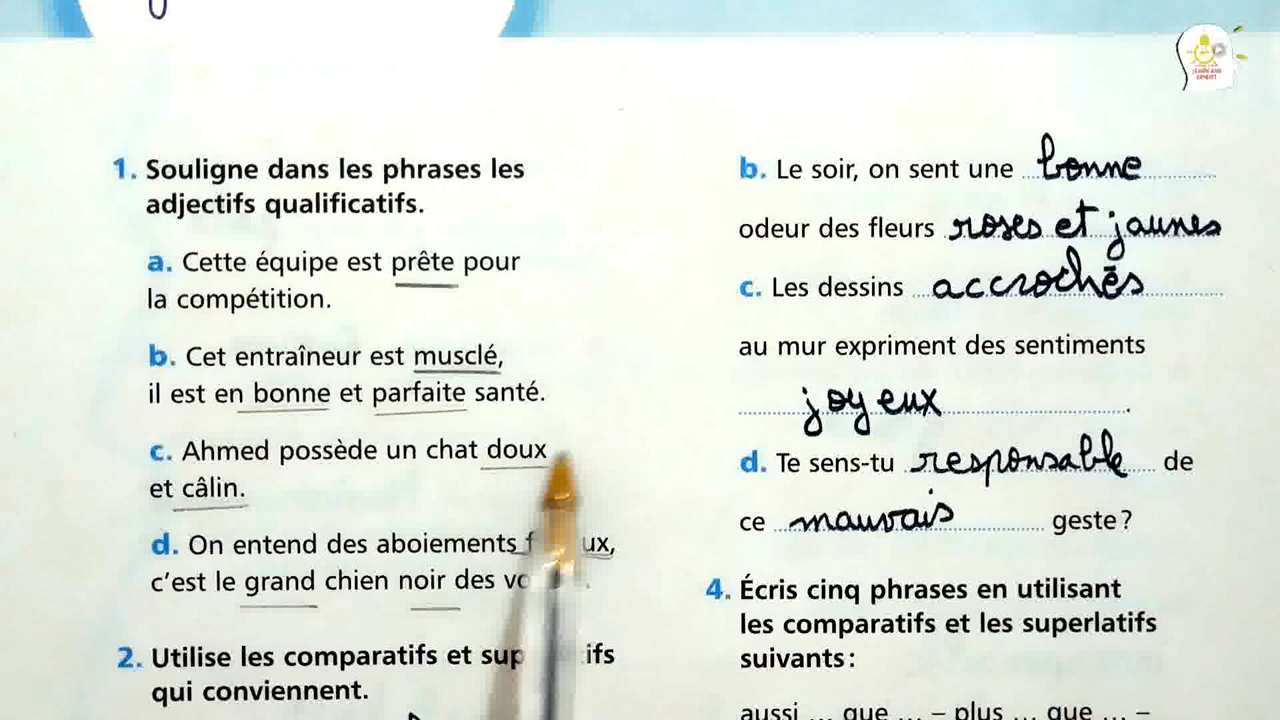 1. Souligne dans les phrases les
adjectifs qualificatifs.
a. Cette équipe est prête pour
la compétition.
b. Cet entraîneur est musclé,
il est en bonne et parfaite santé.
c. Ahmed possède un chat doux
et câlin.
d. On entend des aboiements
c'est le grand chien noir des
2. Utilise les comparatifs et
qui conviennent.
b. Le soir, on sent une bonne
odeur des fleurs roses et jaunes
c. Les dessins accrochés
au mur expriment des sentiments
joyeux.
d. Te sens-tu responsable de
ce mauvais geste?
4. Écris cinq phrases en utilisant
les comparatifs et les superlatifs
suivants:
aussi ... que ... – plus ... que ... –